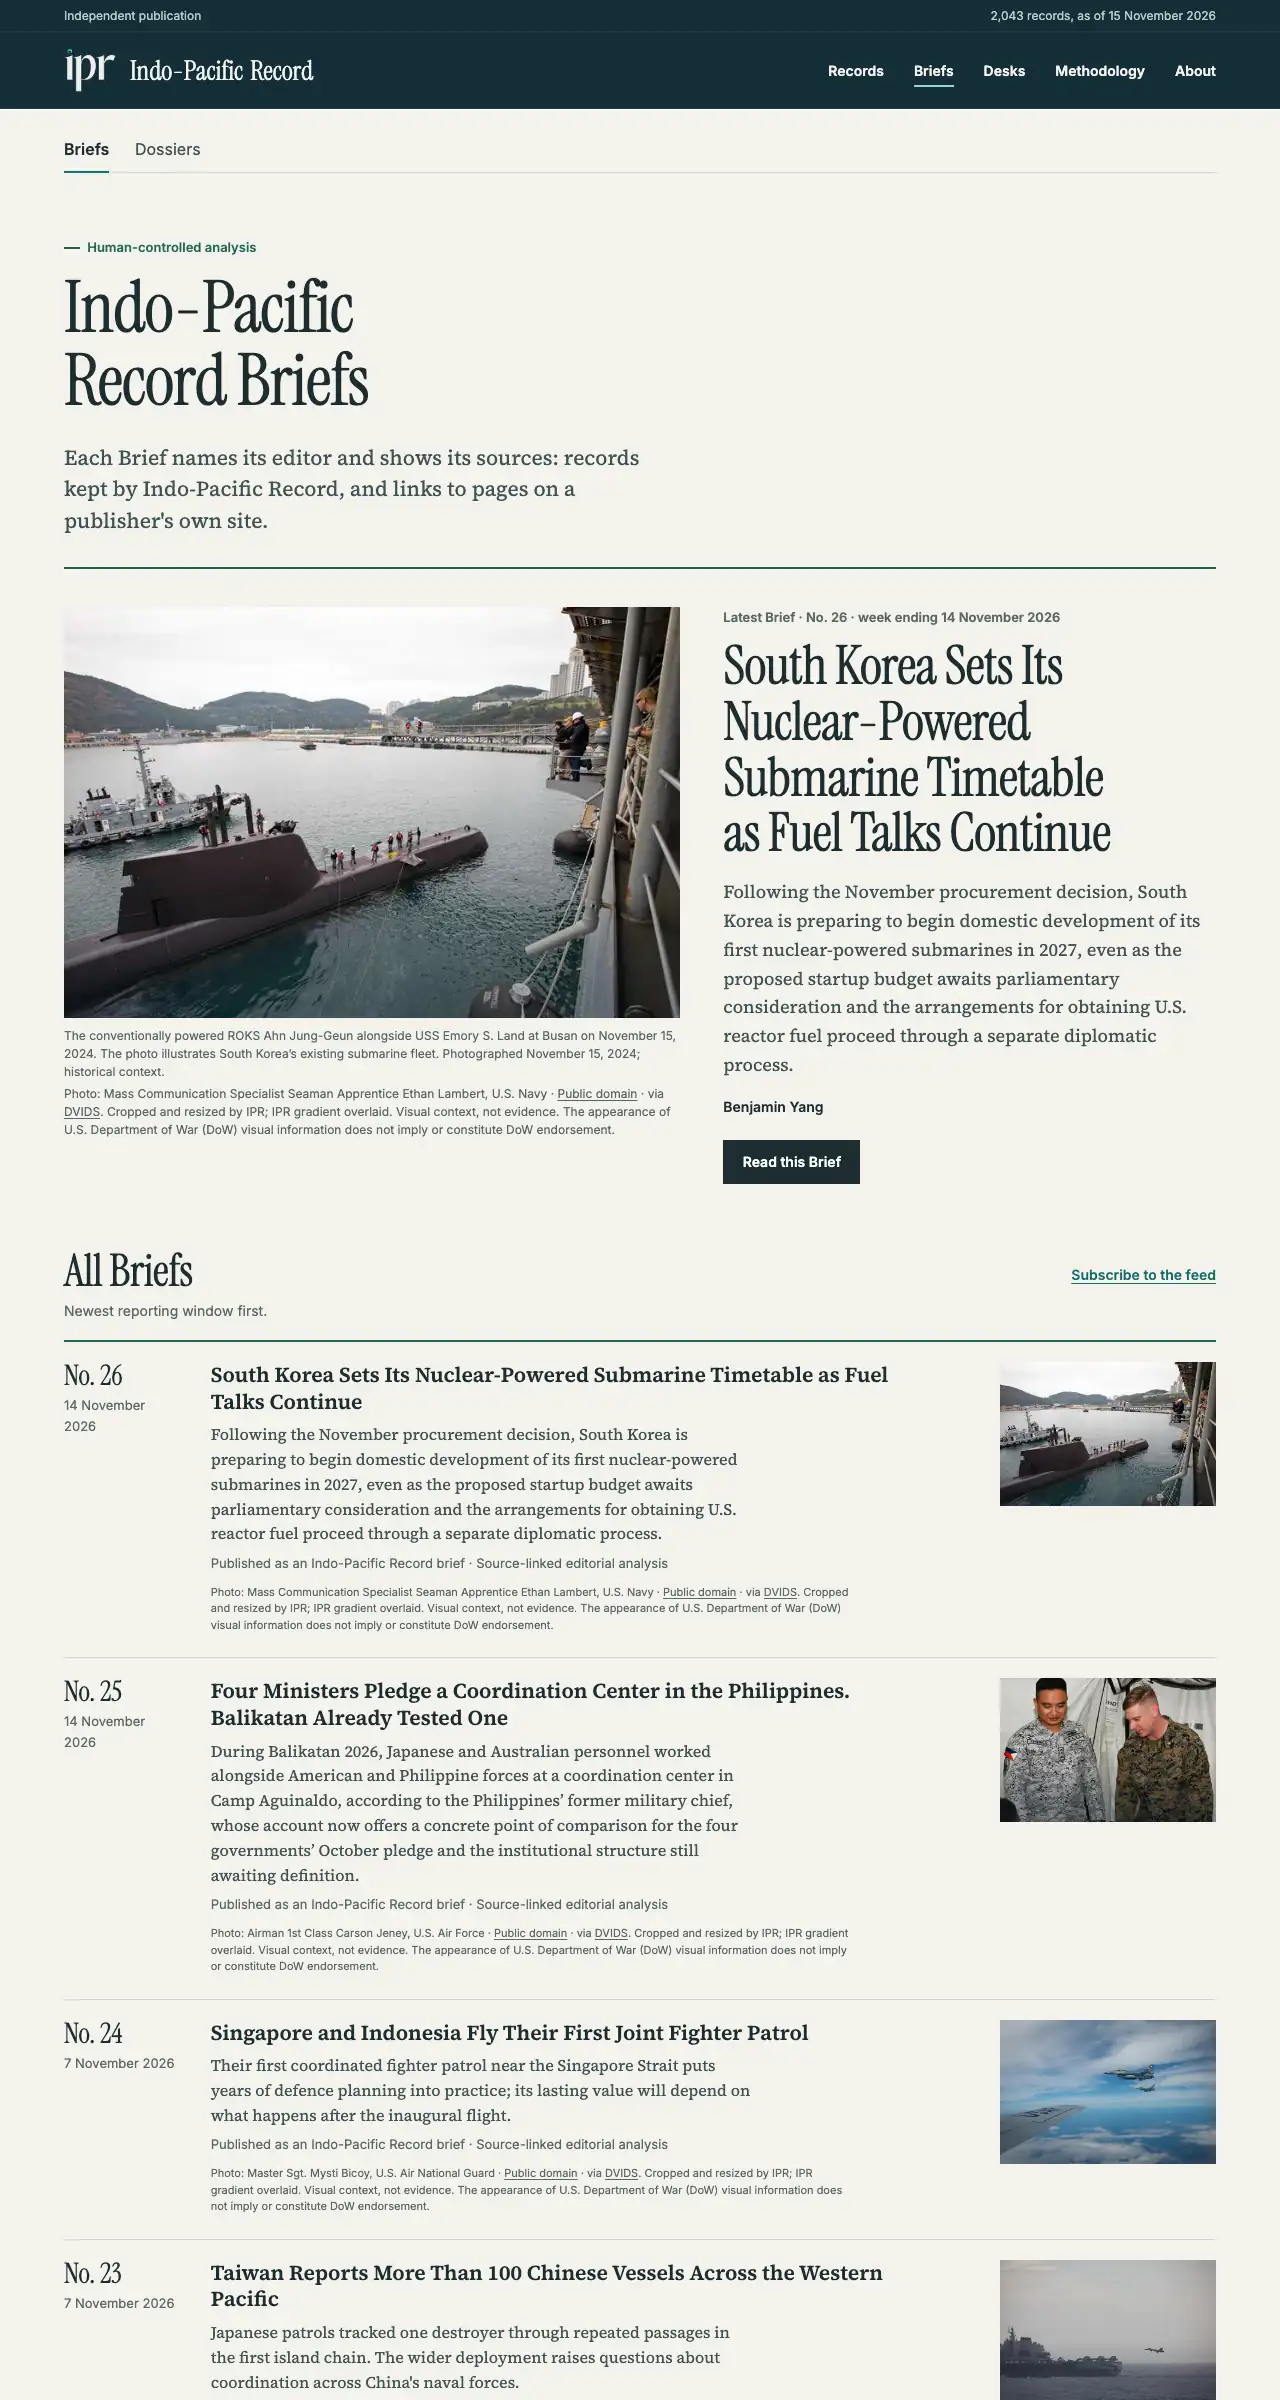 Independent publication
2,043 records, as of 15 November 2026
ipr Indo-Pacific Record
Records Briefs Desks Methodology About
Briefs Dossiers
Human-controlled analysis
Indo-Pacific
Record Briefs
Each Brief names its editor and shows its sources: records
kept by Indo-Pacific Record, and links to pages on a
publisher's own site.
Latest Brief · No. 26 · week ending 14 November 2026
South Korea Sets Its
Nuclear-Powered
Submarine Timetable
as Fuel Talks Continue
Following the November procurement decision, South
Korea is preparing to begin domestic development of its
first nuclear-powered submarines in 2027, even as the
proposed startup budget awaits parliamentary
consideration and the arrangements for obtaining U.S.
reactor fuel proceed through a separate diplomatic
process.
Benjamin Yang
Read this Brief
The conventionally powered ROKS Ahn Jung-Geun alongside USS Emory S. Land at Busan on November 15,
2024. The photo illustrates South Korea’s existing submarine fleet. Photographed November 15, 2024;
historical context.
Photo: Mass Communication Specialist Seaman Apprentice Ethan Lambert, U.S. Navy · Public domain · via
DVIDS. Cropped and resized by IPR; IPR gradient overlaid. Visual context, not evidence. The appearance of
U.S. Department of War (DoW) visual information does not imply or constitute DoW endorsement.
All Briefs
Subscribe to the feed
Newest reporting window first.
No. 26
14 November
2026
South Korea Sets Its Nuclear-Powered Submarine Timetable as Fuel
Talks Continue
Following the November procurement decision, South Korea is
preparing to begin domestic development of its first nuclear-powered
submarines in 2027, even as the proposed startup budget awaits
parliamentary consideration and the arrangements for obtaining U.S.
reactor fuel proceed through a separate diplomatic process.
Published as an Indo-Pacific Record brief · Source-linked editorial analysis
Photo: Mass Communication Specialist Seaman Apprentice Ethan Lambert, U.S. Navy · Public domain · via DVIDS. Cropped
and resized by IPR; IPR gradient overlaid. Visual context, not evidence. The appearance of U.S. Department of War (DoW)
visual information does not imply or constitute DoW endorsement.
No. 25
14 November
2026
Four Ministers Pledge a Coordination Center in the Philippines.
Balikatan Already Tested One
During Balikatan 2026, Japanese and Australian personnel worked
alongside American and Philippine forces at a coordination center in
Camp Aguinaldo, according to the Philippines’ former military chief,
whose account now offers a concrete point of comparison for the four
governments’ October pledge and the institutional structure still
awaiting definition.
Published as an Indo-Pacific Record brief · Source-linked editorial analysis
Photo: Airman 1st Class Carson Jeney, U.S. Air Force · Public domain · via DVIDS. Cropped and resized by IPR; IPR gradient
overlaid. Visual context, not evidence. The appearance of U.S. Department of War (DoW) visual information does not imply
or constitute DoW endorsement.
No. 24
7 November 2026
Singapore and Indonesia Fly Their First Joint Fighter Patrol
Their first coordinated fighter patrol near the Singapore Strait puts
years of defence planning into practice; its lasting value will depend on
what happens after the inaugural flight.
Published as an Indo-Pacific Record brief · Source-linked editorial analysis
Photo: Master Sgt. Mysti Bicoy, U.S. Air National Guard · Public domain · via DVIDS. Cropped and resized by IPR; IPR
gradient overlaid. Visual context, not evidence. The appearance of U.S. Department of War (DoW) visual information does
not imply or constitute DoW endorsement.
No. 23
7 November 2026
Taiwan Reports More Than 100 Chinese Vessels Across the Western
Pacific
Japanese patrols tracked one destroyer through repeated passages in
the first island chain. The wider deployment raises questions about
coordination across China's naval forces.